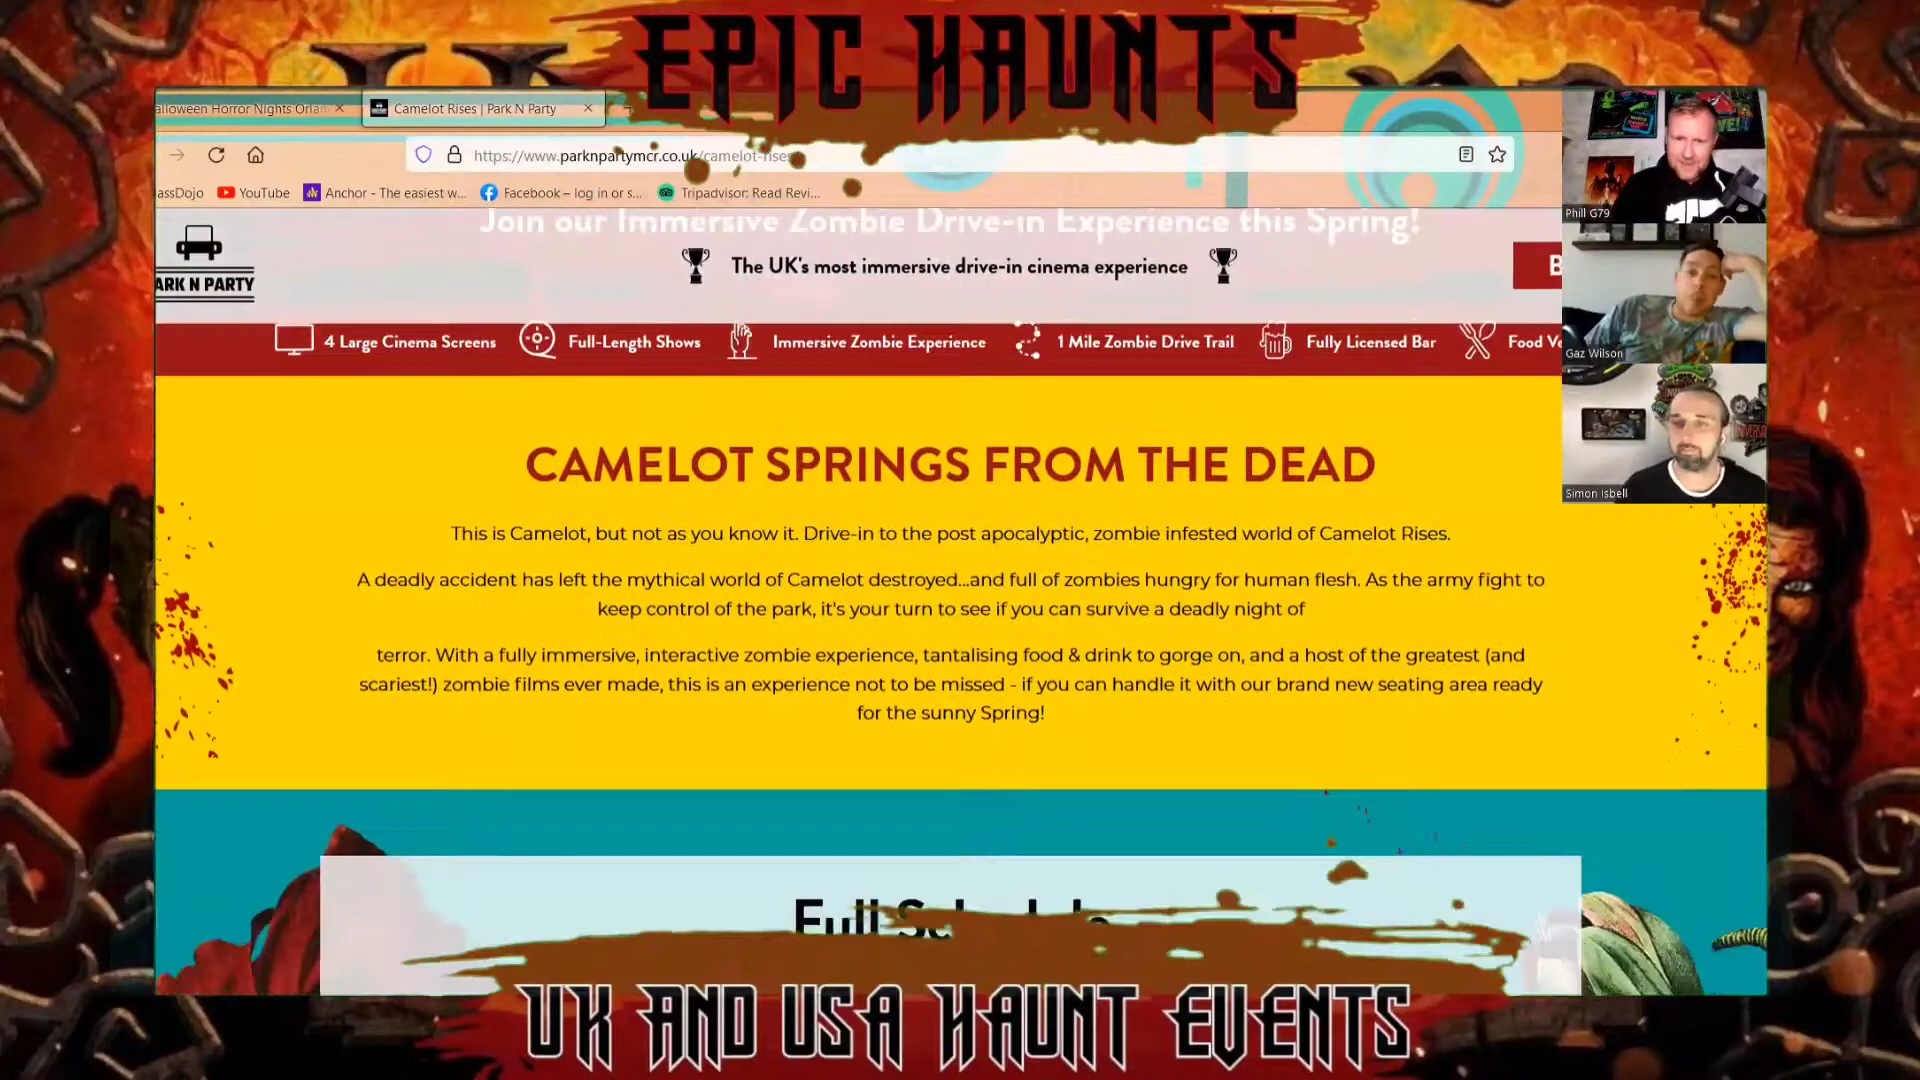 EPIC HAUNTS
alloween Horror Nights Orlan
Camelot Rises | Park N Party
https://www.parknpartymcr.co.uk/camelot-rises
assDojo
YouTube
Anchor - The easiest w...
Facebook – log in or s...
Tripadvisor: Read Revi...
Join our Immersive Zombie Drive-in Experience this Spring!
ARK N PARTY
The UK's most immersive drive-in cinema experience
B
4 Large Cinema Screens
Full-Length Shows
Immersive Zombie Experience
1 Mile Zombie Drive Trail
Fully Licensed Bar
Food Ve
Phill G79
Gaz Wilson
Simon Isbell
CAMELOT SPRINGS FROM THE DEAD
This is Camelot, but not as you know it. Drive-in to the post apocalyptic, zombie infested world of Camelot Rises.
A deadly accident has left the mythical world of Camelot destroyed...and full of zombies hungry for human flesh. As the army fight to
keep control of the park, it's your turn to see if you can survive a deadly night of
terror. With a fully immersive, interactive zombie experience, tantalising food & drink to gorge on, and a host of the greatest (and
scariest!) zombie films ever made, this is an experience not to be missed - if you can handle it with our brand new seating area ready
for the sunny Spring!
Full Schedule
UK AND USA HAUNT EVENTS